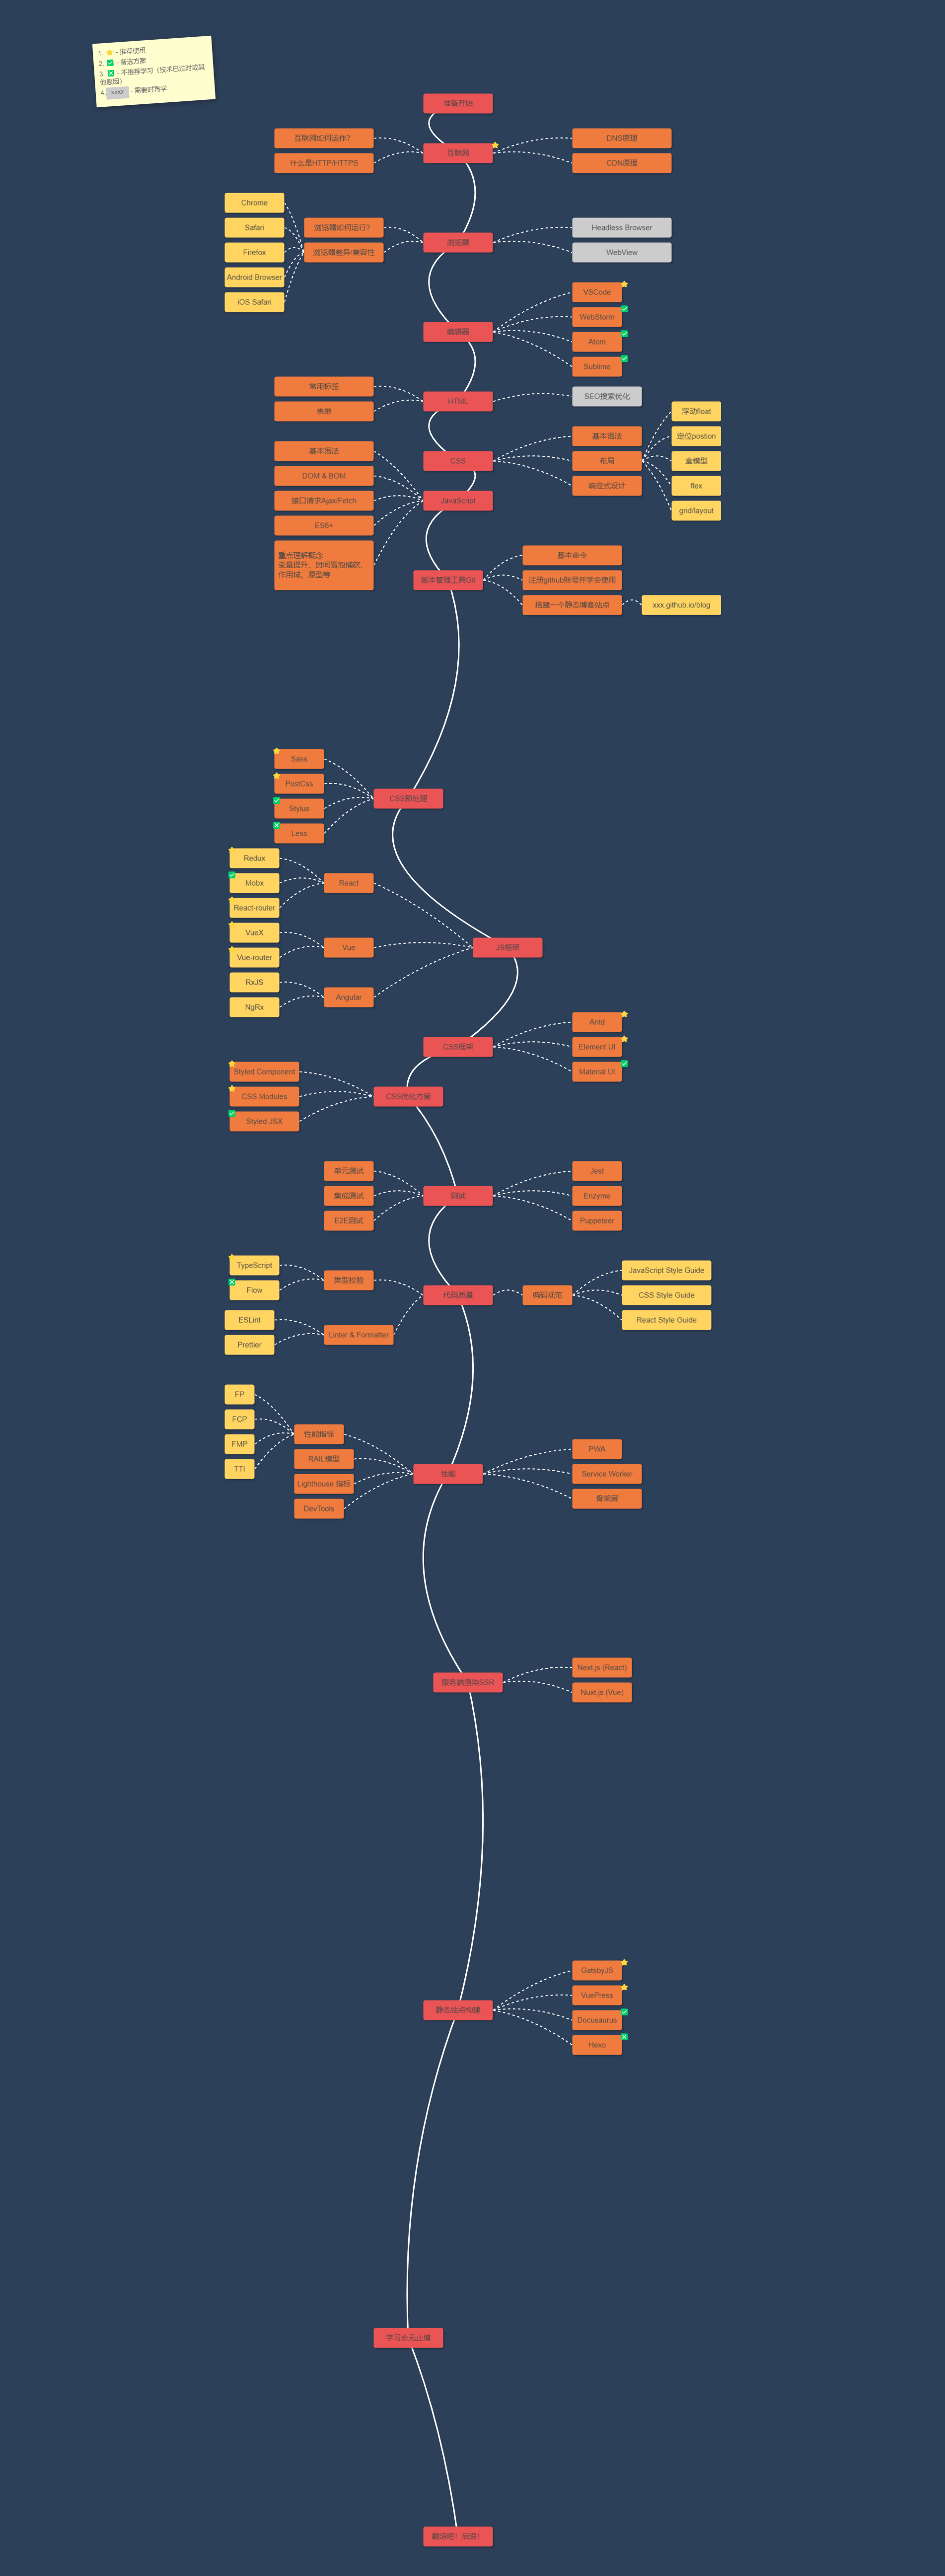 1. - 推荐使用
2. - 备选方案
3. - 不推荐学习（技术已过时或其
他原因）
4. xxxx - 需要时再学
准备开始
互联网如何运作?
什么是HTTP/HTTPS
互联网
DNS原理
CDN原理
Chrome
Safari
Firefox
Android Browser
iOS Safari
浏览器如何运行?
浏览器差异/兼容性
浏览器
Headless Browser
WebView
编辑器
VSCode
WebStorm
Atom
Sublime
常用标签
表单
HTML
SEO搜索优化
CSS
基本语法
布局
响应式设计
浮动float
定位postion
盒模型
flex
grid/layout
基本语法
DOM & BOM
接口请求Ajax/Fetch
ES6+
重点理解概念
变量提升、时间冒泡捕获、
作用域、原型等
JavaScript
版本管理工具Git
基本命令
注册github账号并学会使用
搭建一个静态博客站点
xxx.github.io/blog
Sass
PostCss
Stylus
Less
CSS预处理
Redux
Mobx
React-router
VueX
Vue-router
RxJS
NgRx
React
Vue
Angular
JS框架
CSS框架
Antd
Element UI
Material UI
Styled Component
CSS Modules
Styled JSX
CSS优化方案
单元测试
集成测试
E2E测试
测试
Jest
Enzyme
Puppeteer
TypeScript
Flow
类型校验
ESLint
Prettier
Linter & Formatter
代码质量
编码规范
JavaScript Style Guide
CSS Style Guide
React Style Guide
FP
FCP
FMP
TTI
性能指标
RAIL模型
Lighthouse 指标
DevTools
性能
PWA
Service Worker
骨架屏
服务端渲染SSR
Next.js (React)
Nuxt.js (Vue)
静态站点构建
GatsbyJS
VuePress
Docusaurus
Hexo
学习永无止境
翻滚吧！后浪！